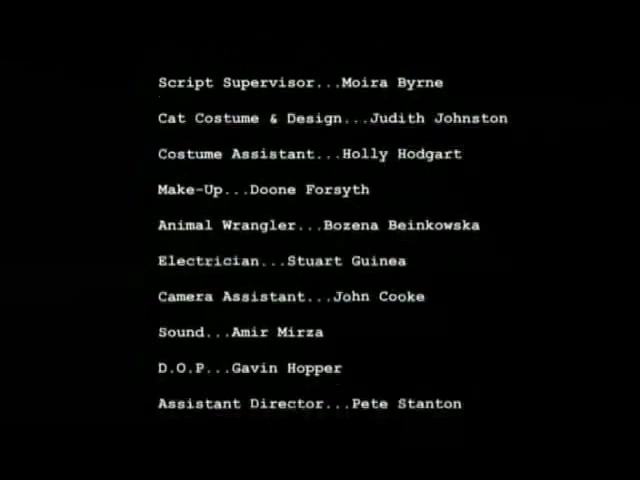 Script Supervisor...Moira Byrne
Cat Costume & Design...Judith Johnston
Costume Assistant...Holly Hodgart
Make-Up...Doone Forsyth
Animal Wrangler...Bozena Beinkowska
Electrician...Stuart Guinea
Camera Assistant...John Cooke
Sound...Amir Mirza
D.O.P...Gavin Hopper
Assistant Director...Pete Stanton